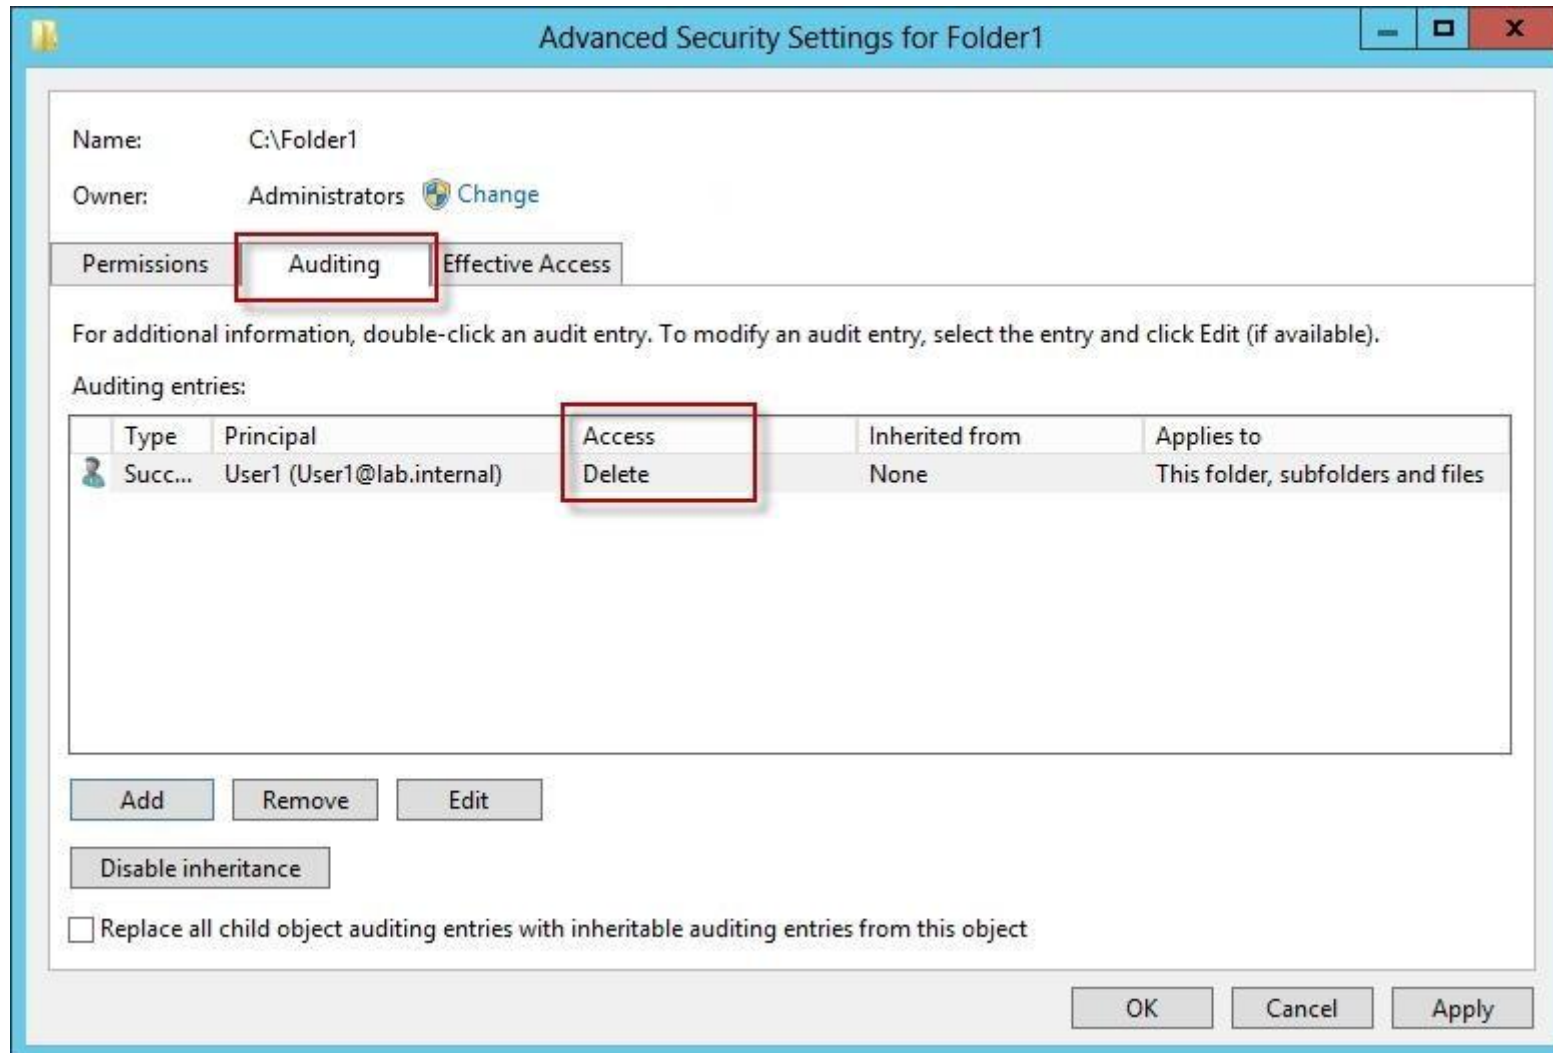 Advanced Security Settings for Folder1
Name: C:\Folder1
Owner: Administrators Change
Permissions Auditing Effective Access
For additional information, double-click an audit entry. To modify an audit entry, select the entry and click Edit (if available).
Auditing entries:
Type Principal Access Inherited from Applies to
Succ... User1 (User1@lab.internal) Delete None This folder, subfolders and files
Add Remove Edit
Disable inheritance
Replace all child object auditing entries with inheritable auditing entries from this object
OK Cancel Apply